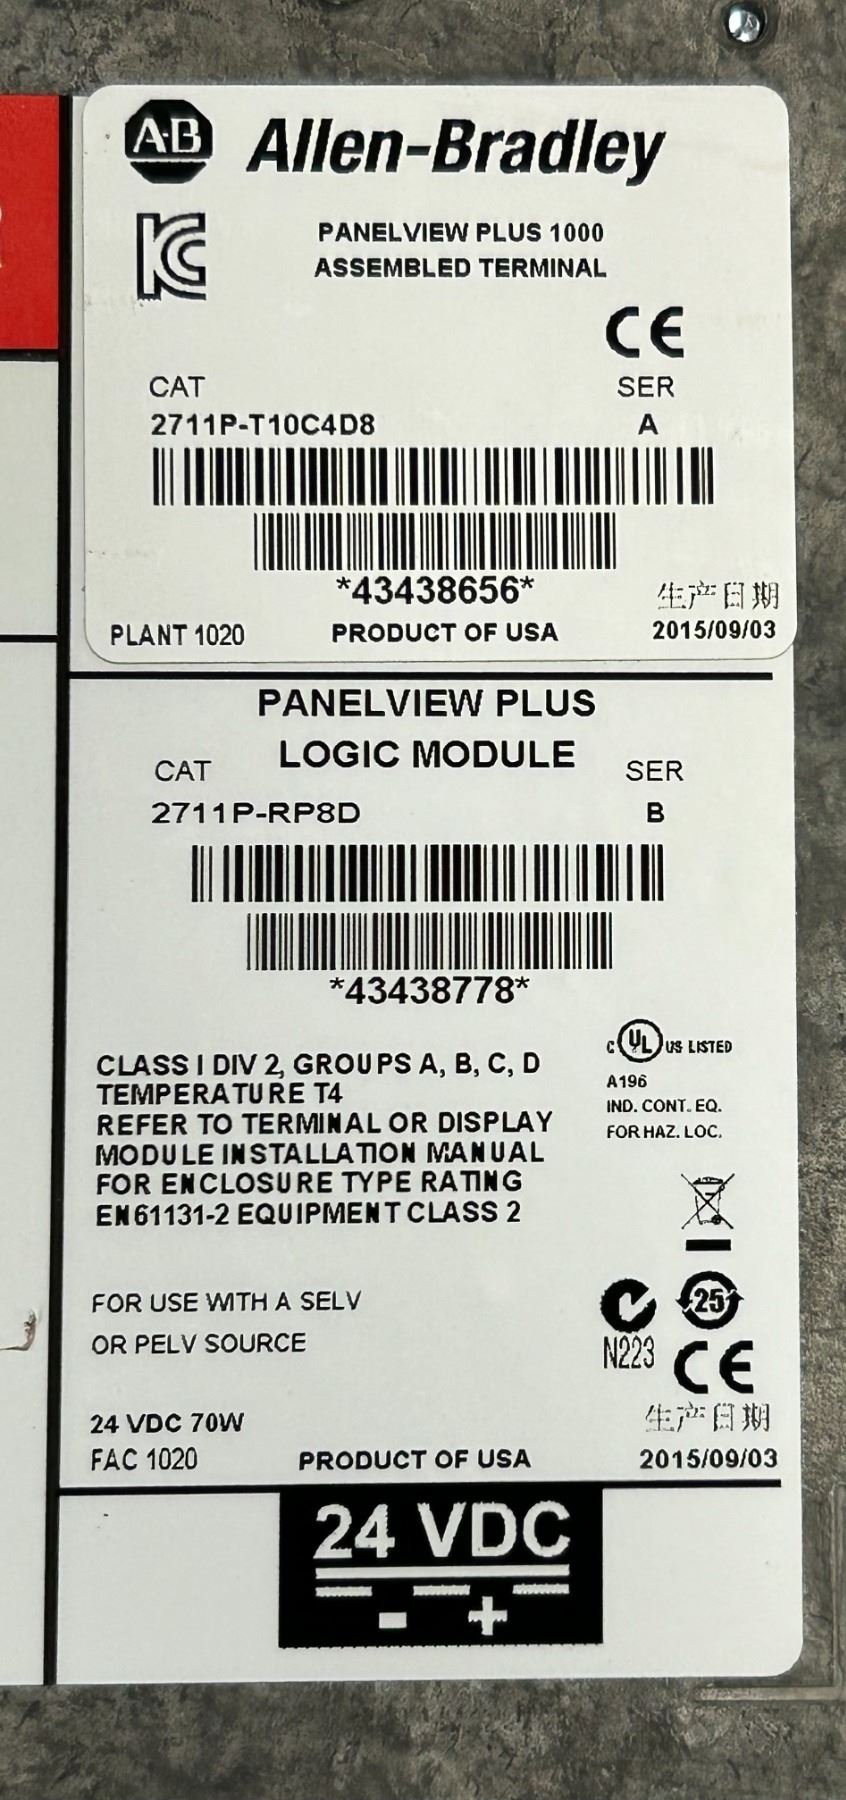 A-B Allen-Bradley
PANELVIEW PLUS 1000
ASSEMBLED TERMINAL
CE
CAT SER
2711P-T10C4D8 A
*43438656*
生产日期
PLANT 1020 PRODUCT OF USA 2015/09/03
PANELVIEW PLUS
LOGIC MODULE
CAT SER
2711P-RP8D B
*43438778*
C UL US LISTED
A196
IND. CONT. EQ.
FOR HAZ. LOC.
CLASS I DIV 2, GROUPS A, B, C, D
TEMPERATURE T4
REFER TO TERMINAL OR DISPLAY
MODULE INSTALLATION MANUAL
FOR ENCLOSURE TYPE RATING
EN61131-2 EQUIPMENT CLASS 2
FOR USE WITH A SELV
OR PELV SOURCE
25
N223 CE
24 VDC 70W
生产日期
FAC 1020 PRODUCT OF USA 2015/09/03
24 VDC
- +